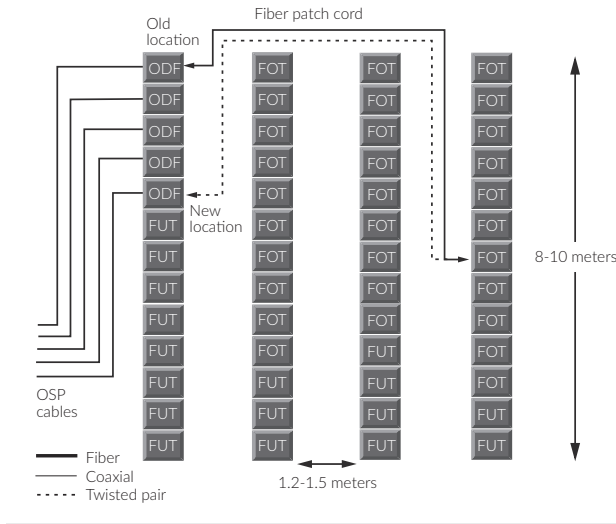 Fiber patch cord
Old
location
ODF FOT FOT FOT
ODF FOT FOT FOT
ODF FOT FOT FOT
ODF FOT FOT FOT
ODF FOT FOT FOT
New
location
FUT FOT FOT FOT
FUT FOT FOT FOT
8-10 meters
FUT FOT FOT FOT
FUT FOT FOT FOT
FUT FOT FUT FOT
FUT FUT FUT FOT
FUT FUT FUT FUT
FUT FUT FUT FUT
OSP
cables
Fiber
Coaxial
Twisted pair
1.2-1.5 meters